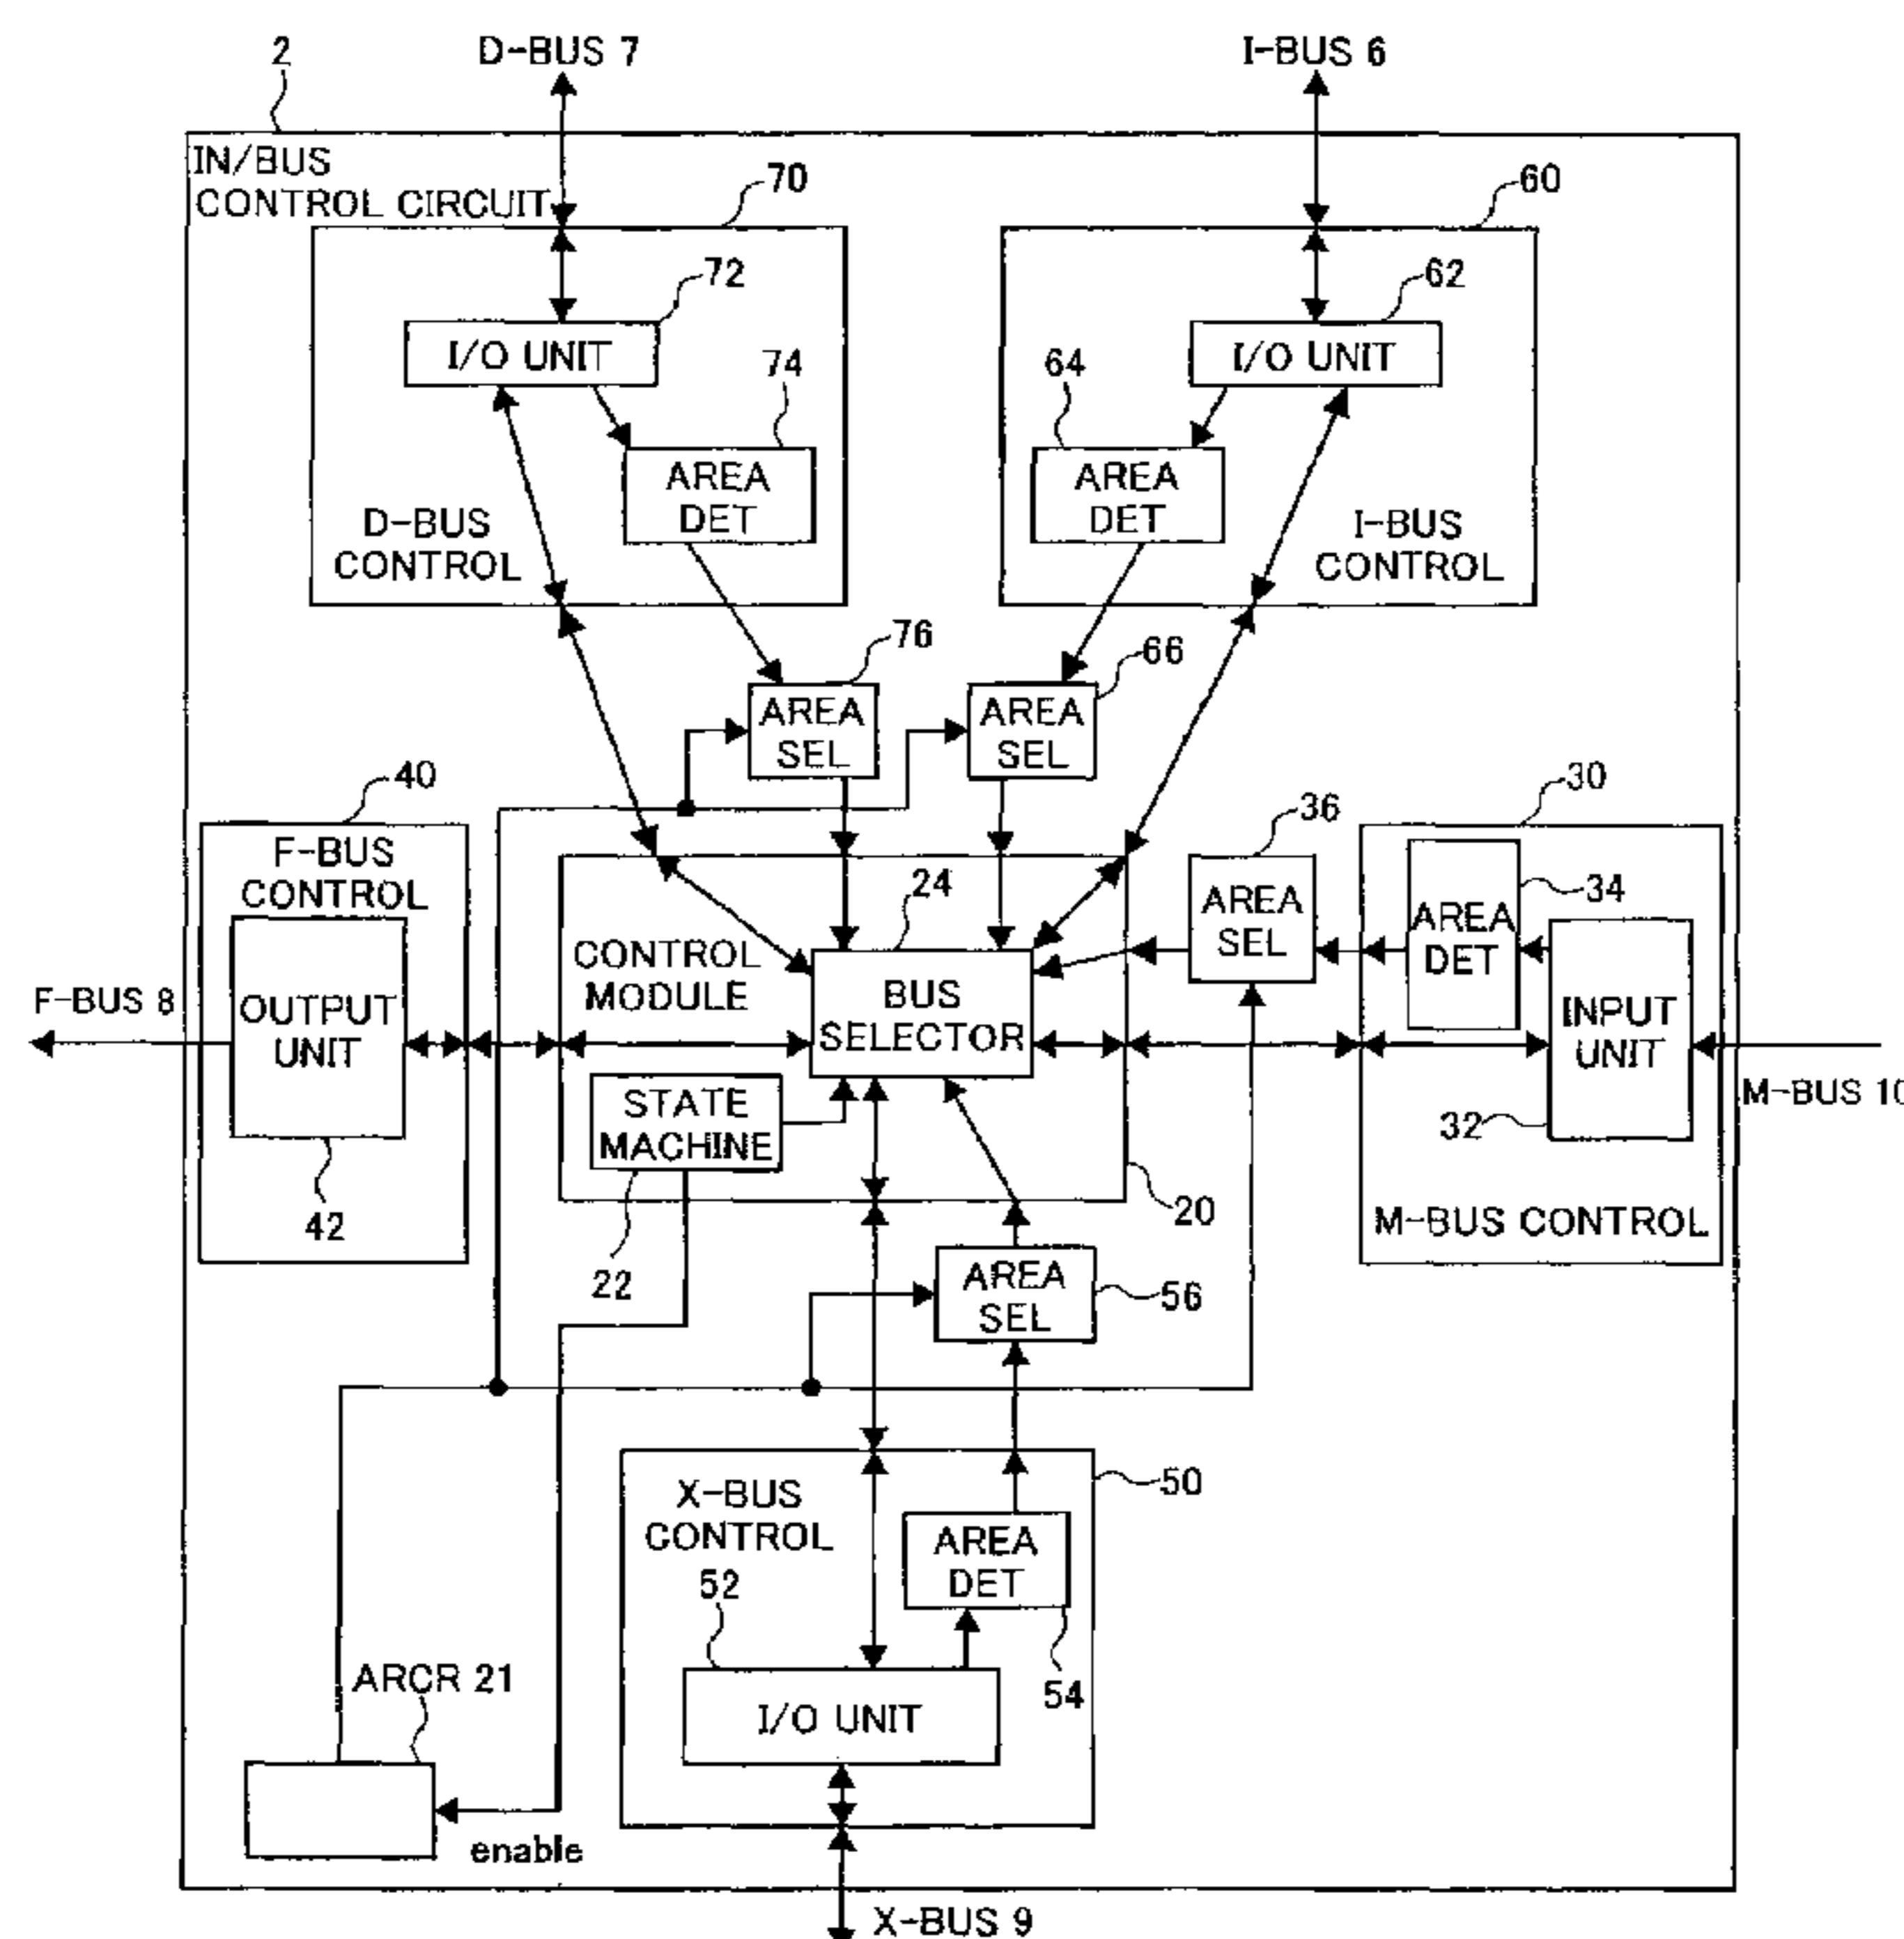 2
D-BUS 7
I-BUS 6
IN/BUS
CONTROL CIRCUIT
70
60
72
62
I/O UNIT
I/O UNIT
74
64
AREA
DET
AREA
DET
D-BUS
CONTROL
I-BUS
CONTROL
76
66
AREA
SEL
AREA
SEL
40
36
30
F-BUS
CONTROL
24
34
AREA
SEL
AREA
DET
CONTROL
MODULE
BUS
SELECTOR
F-BUS 8
OUTPUT
UNIT
INPUT
UNIT
M-BUS 10
STATE
MACHINE
32
42
20
M-BUS CONTROL
22
AREA
SEL
56
X-BUS
CONTROL
50
AREA
DET
52
54
I/O UNIT
ARCR 21
enable
X-BUS 9